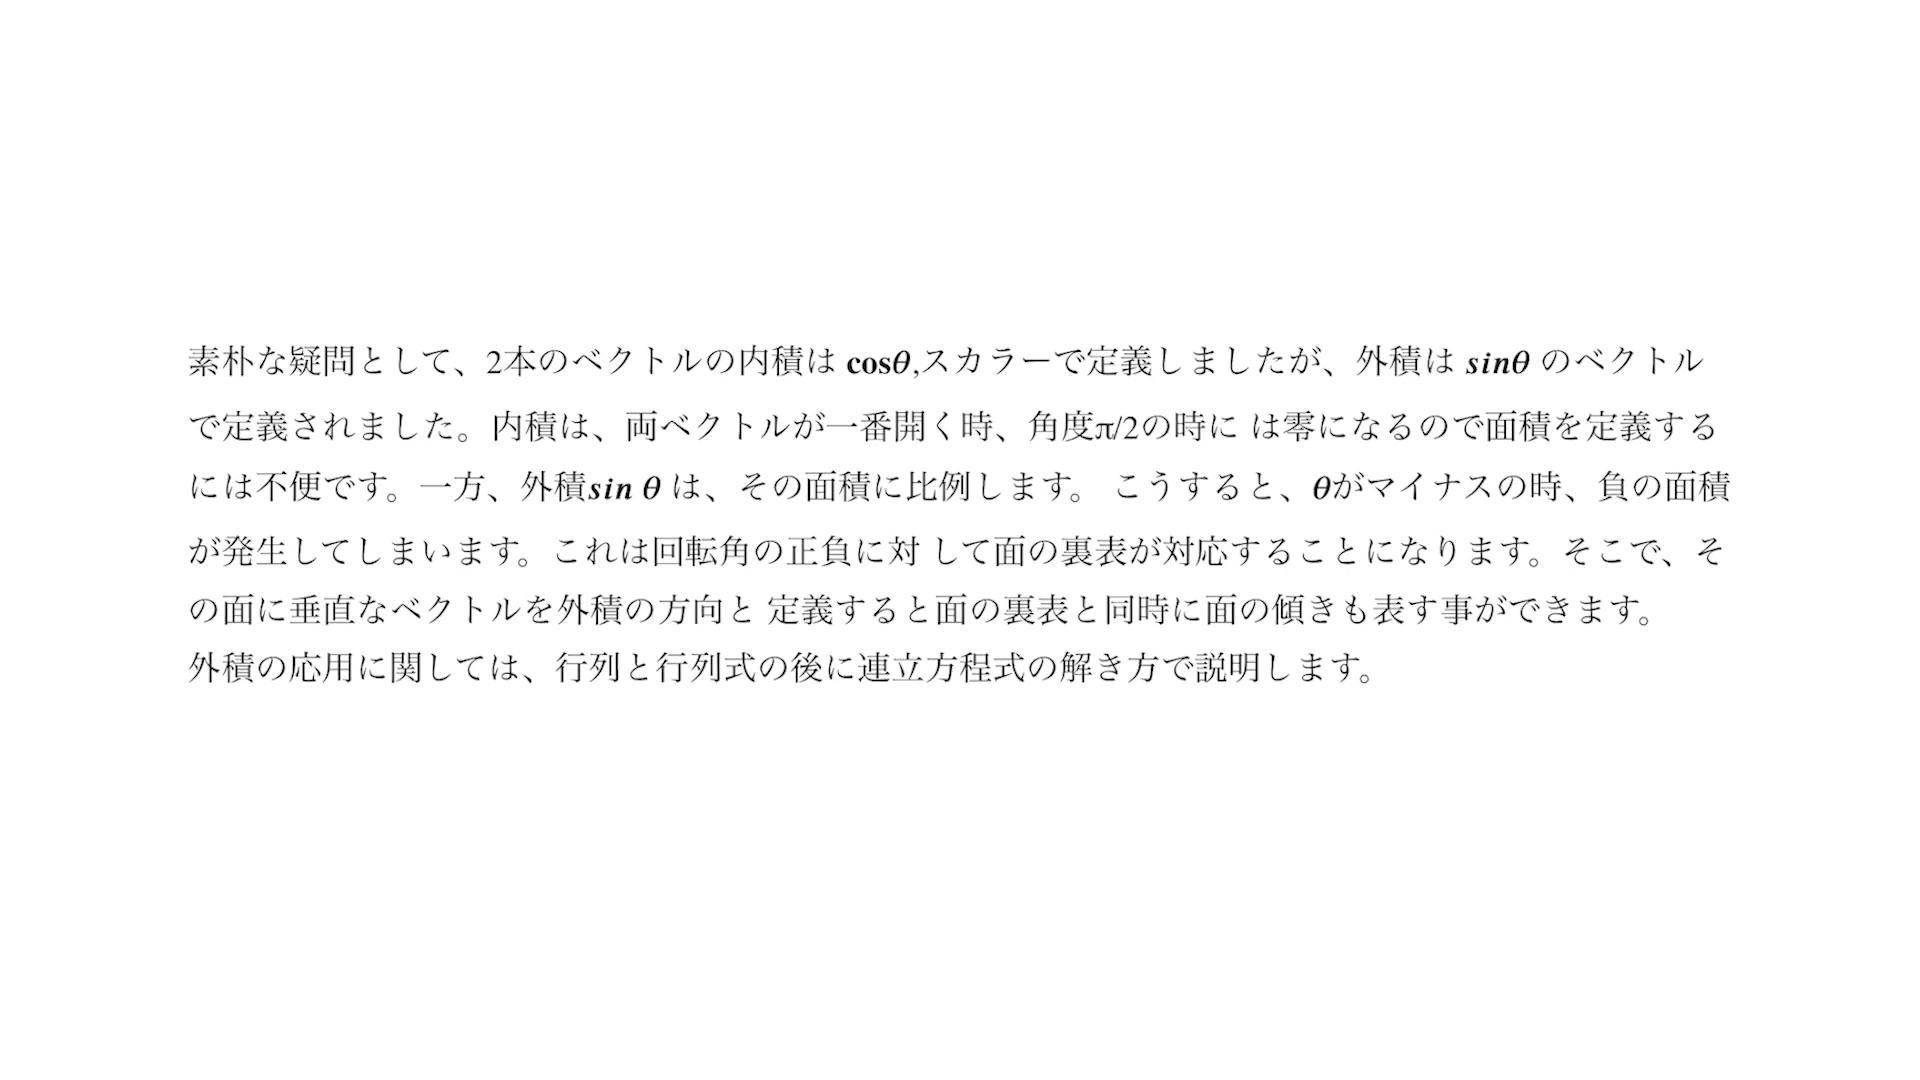 素朴な疑問として、2本のベクトルの内積は cosθ,スカラーで定義しましたが、外積は sinθ のベクトル
で定義されました。内積は、両ベクトルが一番開く時、角度π/2の時に は零になるので面積を定義する
には不便です。一方、外積sin θ は、その面積に比例します。 こうすると、θがマイナスの時、負の面積
が発生してしまいます。これは回転角の正負に対 して面の裏表が対応することになります。そこで、そ
の面に垂直なベクトルを外積の方向と 定義すると面の裏表と同時に面の傾きも表す事ができます。
外積の応用に関しては、行列と行列式の後に連立方程式の解き方で説明します。